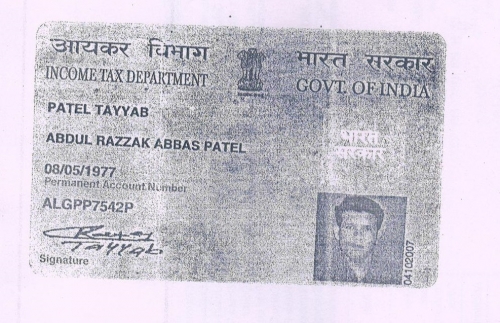 आयकर विभाग
INCOME TAX DEPARTMENT
भारत सरकार
GOVT. OF INDIA
PATEL TAYYAB
ABDUL RAZZAK ABBAS PATEL
भारत
सरकार
08/05/1977
Permanent Account Number
ALGPP7542P
Tayyab
Signature
04102007